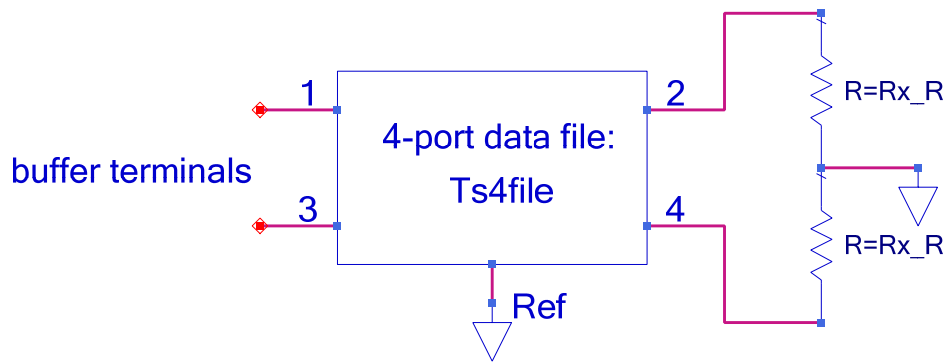 1
2
4-port data file:
R=Rx_R
buffer terminals
Ts4file
3
4
R=Rx_R
Ref